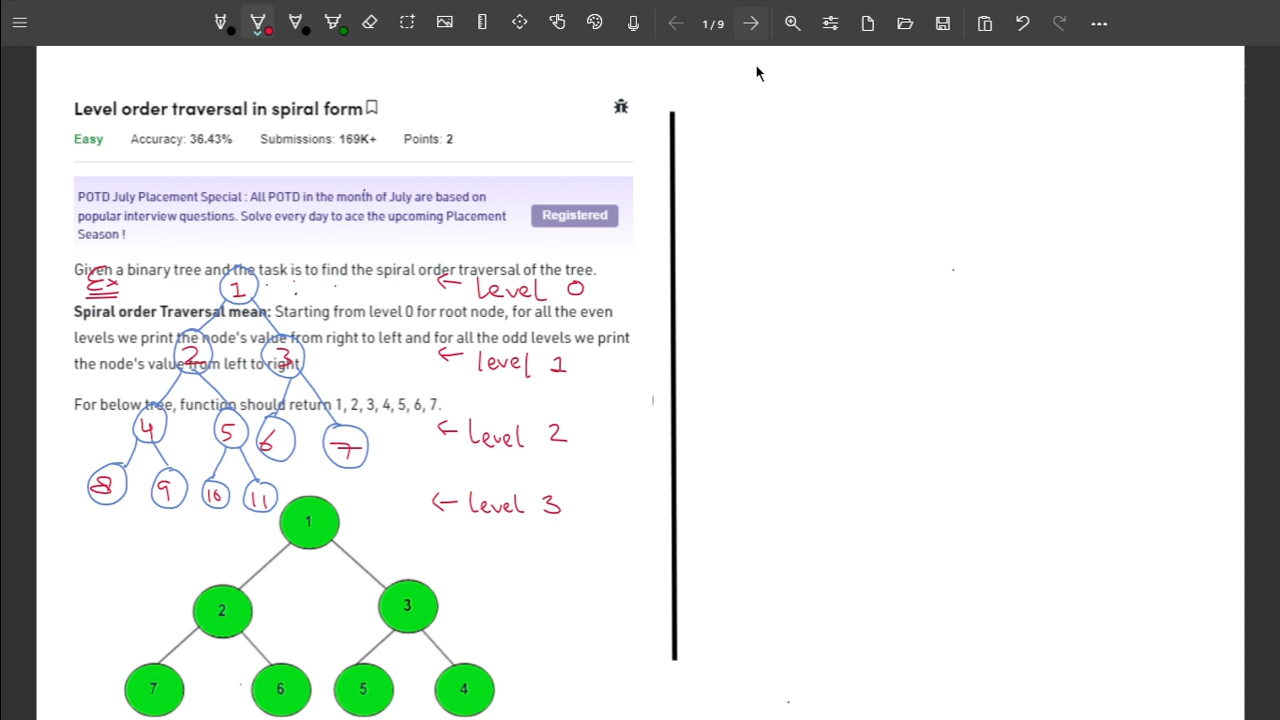 1/9
Level order traversal in spiral form
Easy Accuracy: 36.43% Submissions: 169K+ Points: 2
POTD July Placement Special : All POTD in the month of July are based on
popular interview questions. Solve every day to ace the upcoming Placement
Season !
Registered
Given a binary tree and the task is to find the spiral order traversal of the tree.
Ex
1
← Level 0
Spiral order Traversal mean: Starting from level 0 for root node, for all the even
levels we print the node's value from right to left and for all the odd levels we print
the node's value from left to right.
2 3
← level 1
For below tree, function should return 1, 2, 3, 4, 5, 6, 7.
4 5 6 7
← level 2
8 9 10 11
← level 3
1
2 3
7 6 5 4